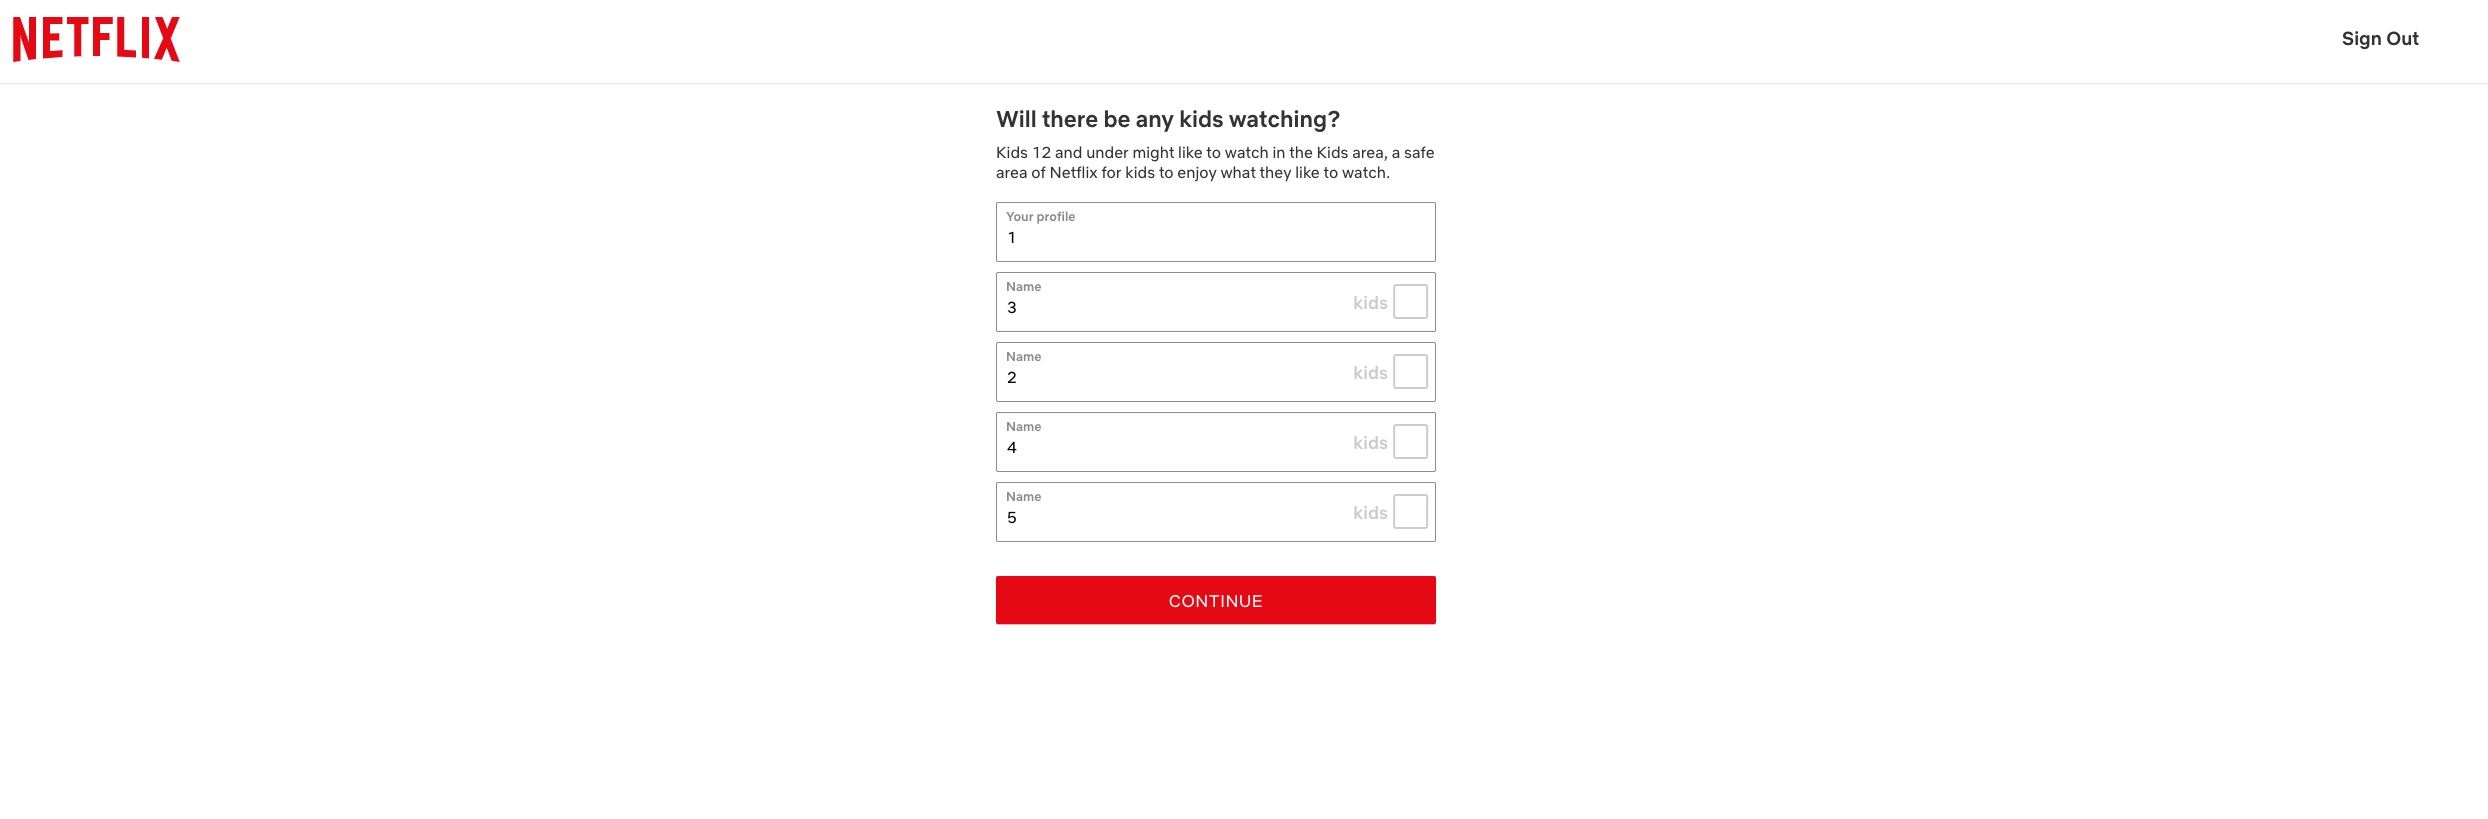 NETFLIX
Sign Out
Will there be any kids watching?
Kids 12 and under might like to watch in the Kids area, a safe
area of Netflix for kids to enjoy what they like to watch.
Your profile
1
Name
3
kids
Name
2
kids
Name
4
kids
Name
5
kids
CONTINUE